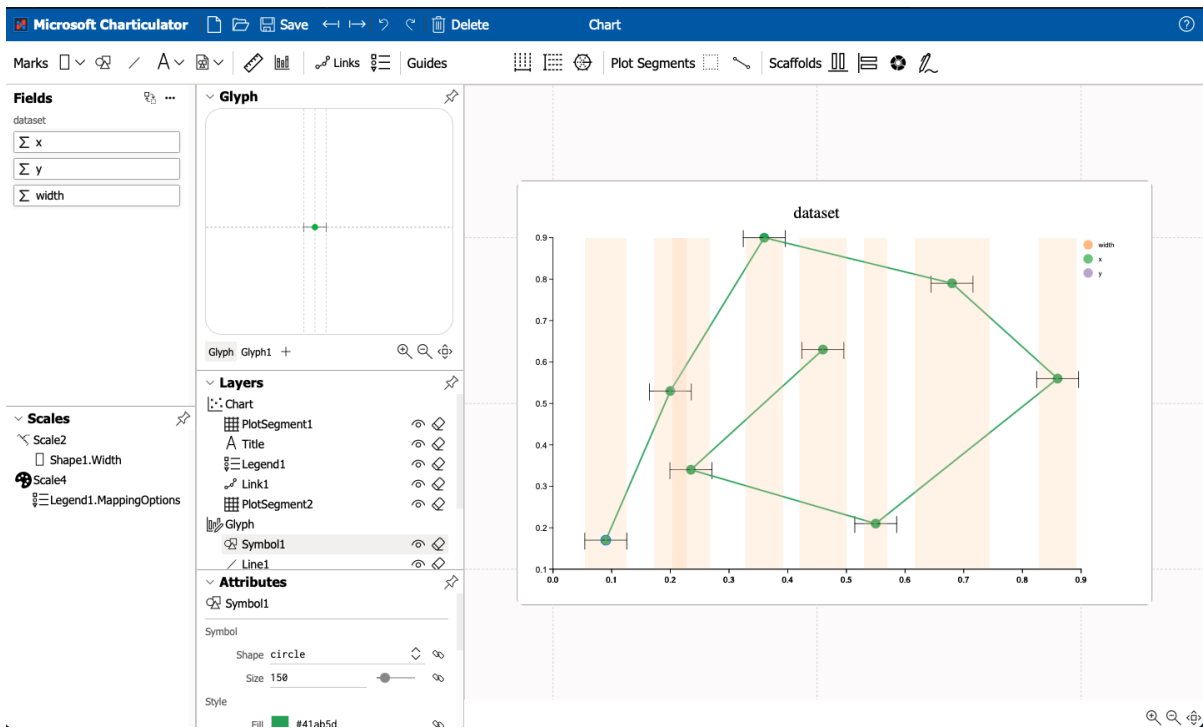 Microsoft Charticulator Save Delete Chart
Marks A Links Guides Plot Segments Scaffolds
Fields
dataset
Σ x
Σ y
Σ width
Scales
Scale2
Shape1.Width
Scale4
Legend1.MappingOptions
Glyph
Glyph Glyph1 +
Layers
Chart
PlotSegment1
A Title
Legend1
Link1
PlotSegment2
Glyph
Symbol1
Line1
Attributes
Symbol1
Symbol
Shape circle
Size 150
Style
Fill #41ab5d
dataset
width
x
y
0.9
0.8
0.7
0.6
0.5
0.4
0.3
0.2
0.1
0.0 0.1 0.2 0.3 0.4 0.5 0.6 0.7 0.8 0.9